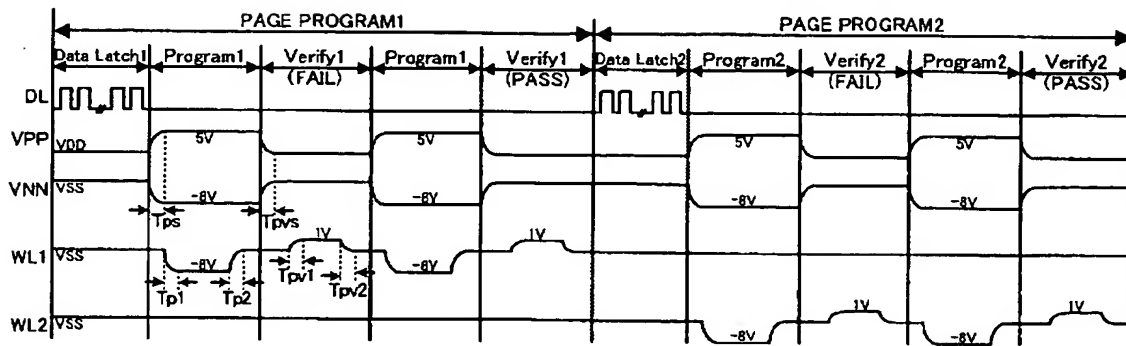 PAGE PROGRAM1 PAGE PROGRAM2
Data Latch1 Program1 Verify1 (FAIL) Program1 Verify1 (PASS) Data Latch2 Program2 Verify2 (FAIL) Program2 Verify2 (PASS)
DL
VPP VDD 5V 5V 5V 5V
VNN VSS -8V -8V -8V -8V
Tps Tpvs
WL1 VSS -8V 1V -8V 1V
Tp1 Tp2 Tpv1 Tpv2
WL2 VSS -8V 1V -8V 1V